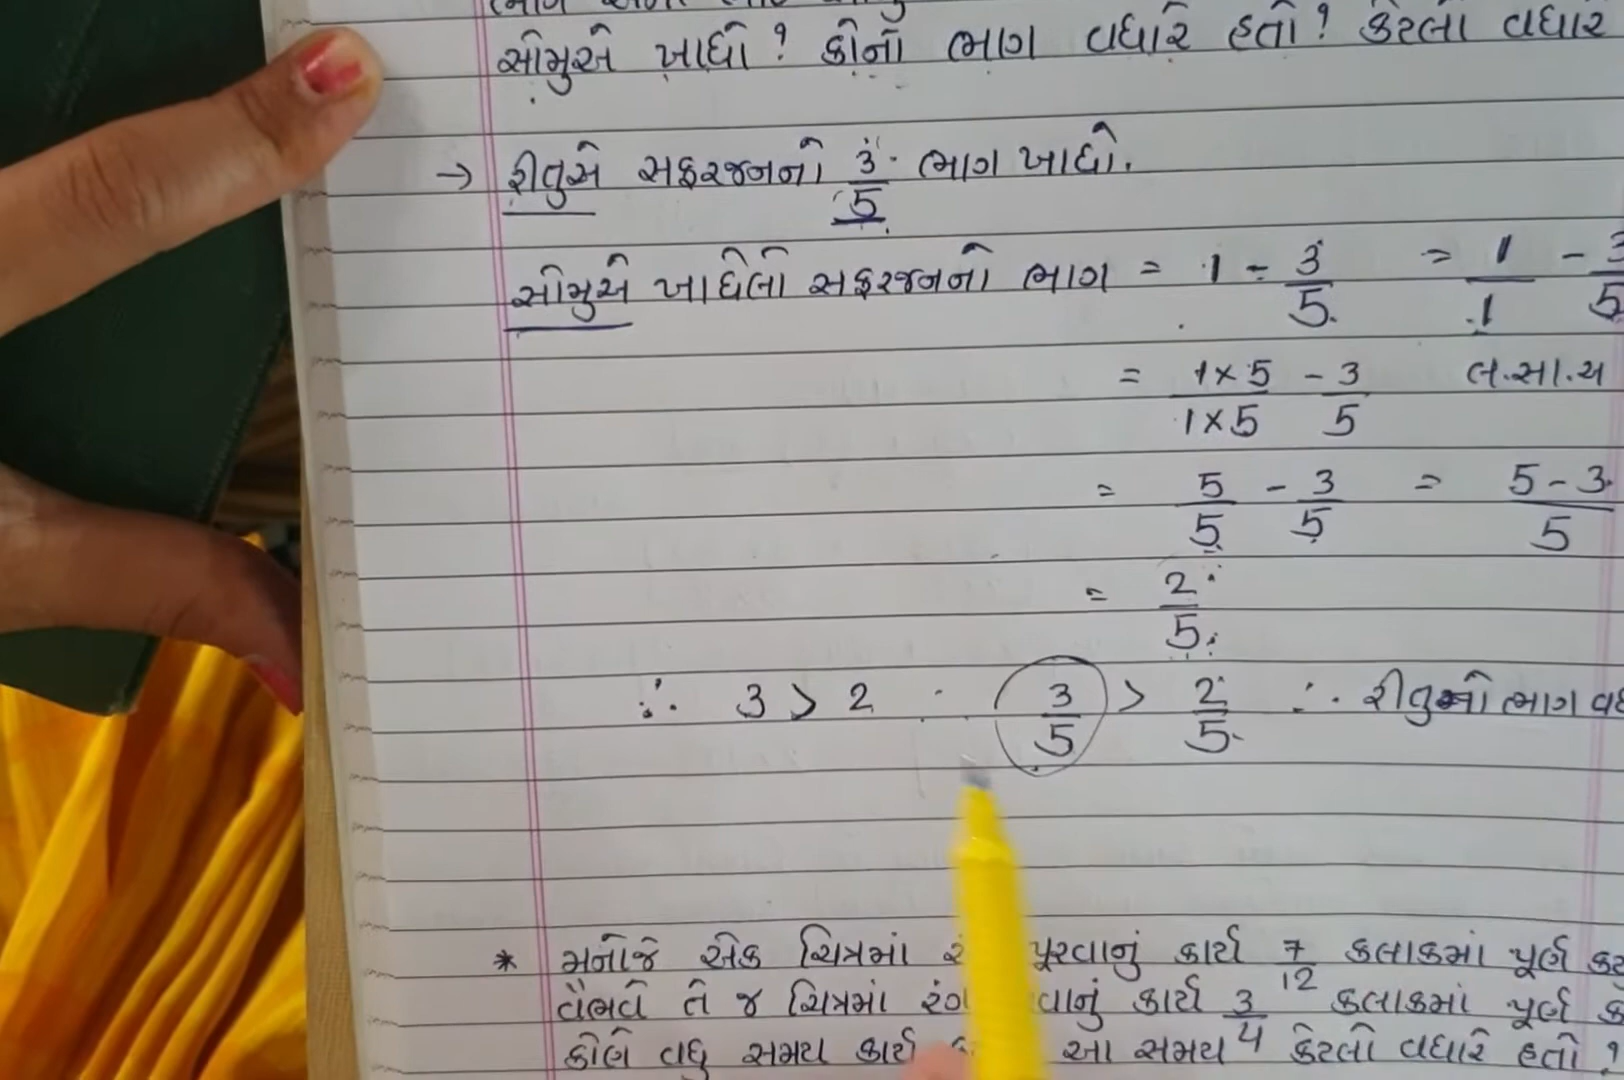 સોમુએ ખાધો ? કોનો ભાગ વધારે હતો ? કેટલો વધારે
→ રીતુએ સફરજનનો 3/5 ભાગ ખાધો.
સોમુએ ખાધેલો સફરજનનો ભાગ = 1 - 3/5 = 1/1 - 3/5
= 1×5/1×5 - 3/5 લ.સા.અ
= 5/5 - 3/5 = 5-3/5
= 2/5
∴ 3 > 2 3/5 > 2/5 ∴ રીતુનો ભાગ
* મનોજે એક ચિત્રમાં પૂરવાનું કાર્ય 7/12 કલાકમાં પૂર્ણ
વૈભવે તે જ ચિત્રમાં કાર્ય 3/4 કલાકમાં પૂર્ણ
કોણે વધુ સમય કાર્ય આ સમય કેટલો વધારે હતો ?